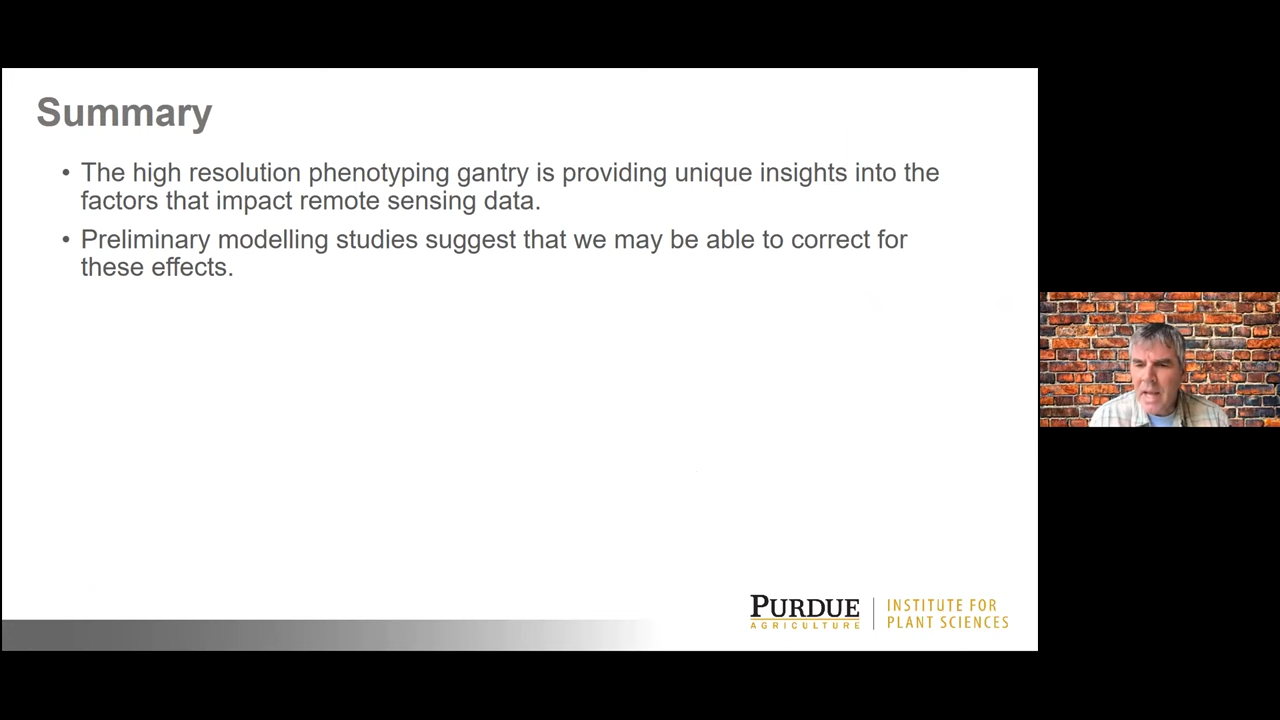 Summary
• The high resolution phenotyping gantry is providing unique insights into the
factors that impact remote sensing data.
• Preliminary modelling studies suggest that we may be able to correct for
these effects.
PURDUE
AGRICULTURE
INSTITUTE FOR
PLANT SCIENCES